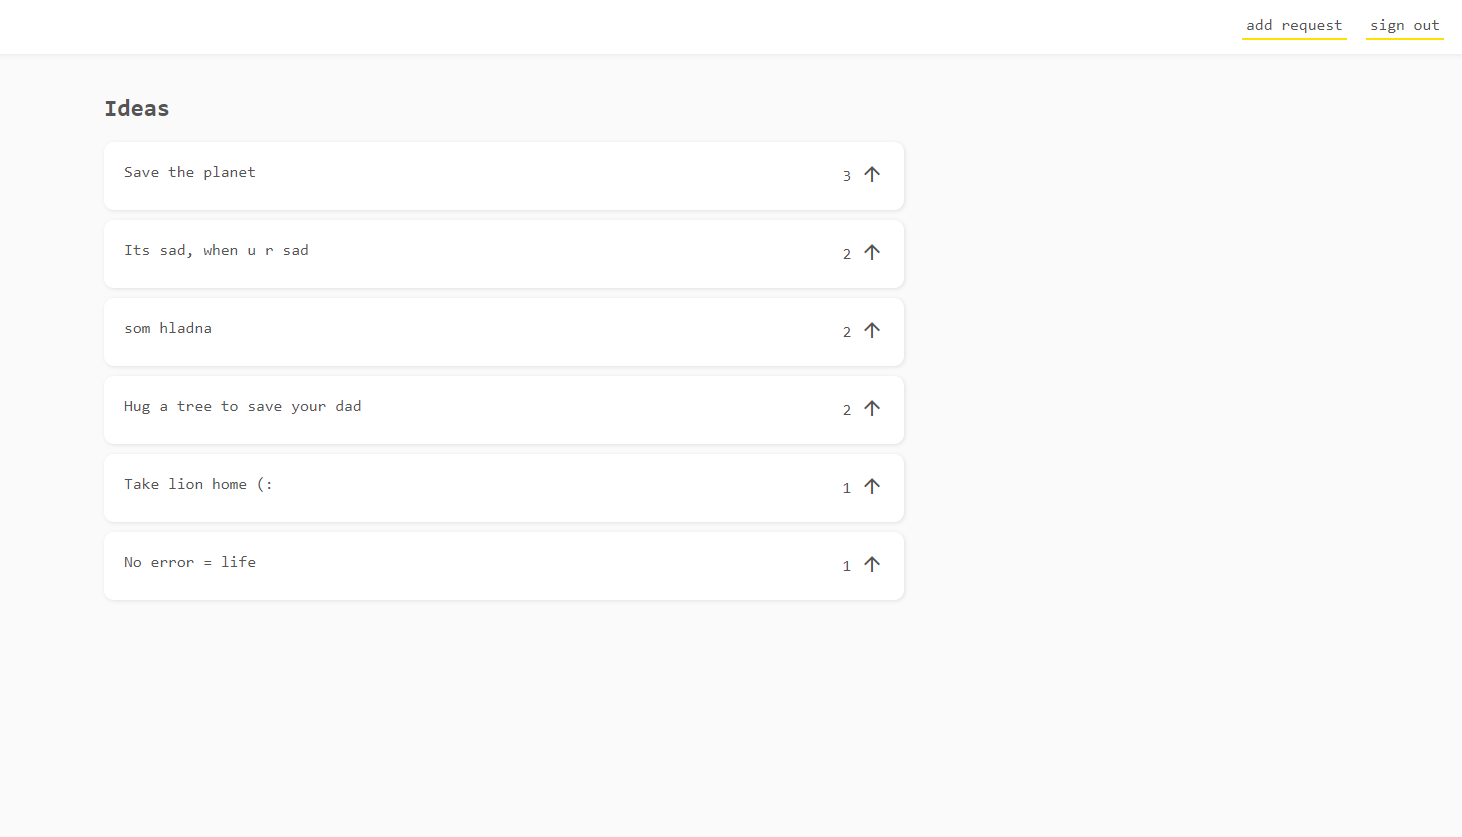 add request sign out
Ideas
Save the planet 3
Its sad, when u r sad 2
som hladna 2
Hug a tree to save your dad 2
Take lion home (: 1
No error = life 1